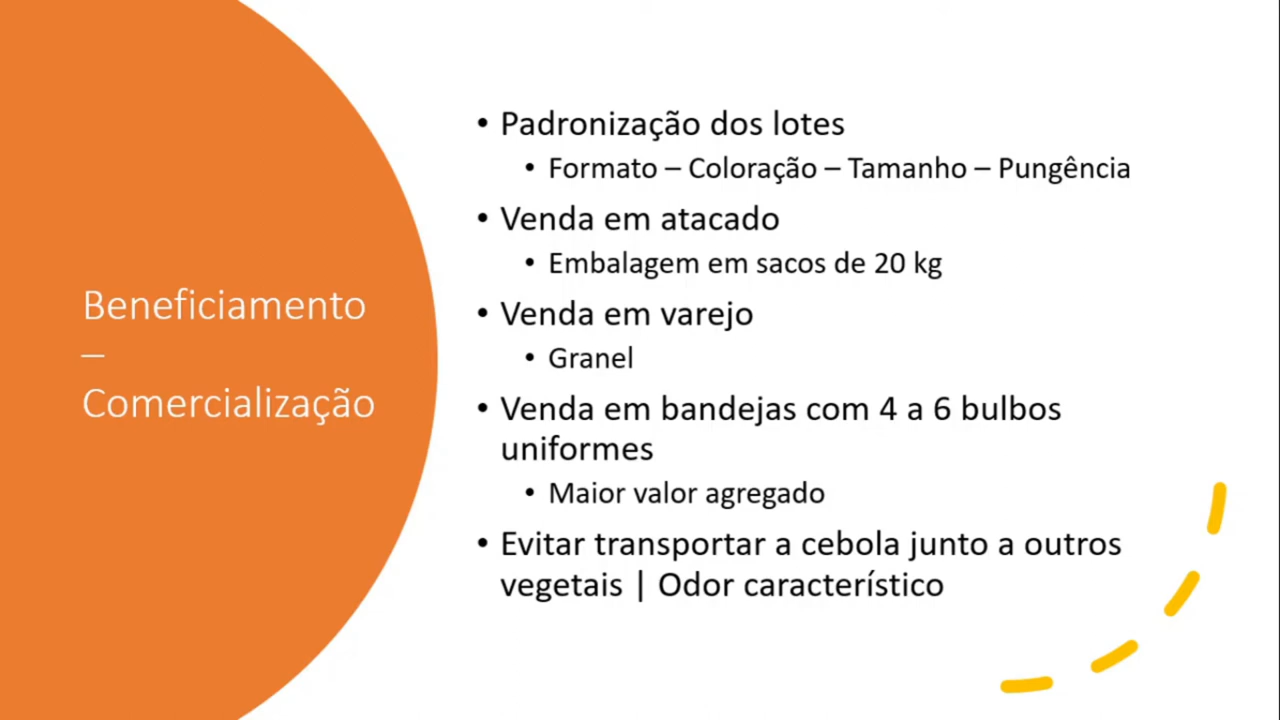 Beneficiamento
–
Comercialização
• Padronização dos lotes
• Formato – Coloração – Tamanho – Pungência
• Venda em atacado
• Embalagem em sacos de 20 kg
• Venda em varejo
• Granel
• Venda em bandejas com 4 a 6 bulbos
uniformes
• Maior valor agregado
• Evitar transportar a cebola junto a outros
vegetais | Odor característico